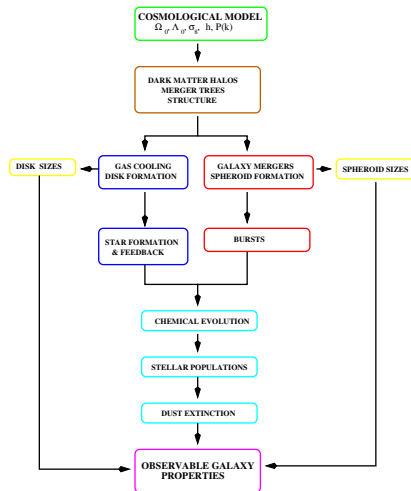 COSMOLOGICAL MODEL
Ω₀, Λ₀, σ₈, h, P(k)
DARK MATTER HALOS
MERGER TREES
STRUCTURE
DISK SIZES
GAS COOLING
DISK FORMATION
GALAXY MERGERS
SPHEROID FORMATION
SPHEROID SIZES
STAR FORMATION
& FEEDBACK
BURSTS
CHEMICAL EVOLUTION
STELLAR POPULATIONS
DUST EXTINCTION
OBSERVABLE GALAXY
PROPERTIES